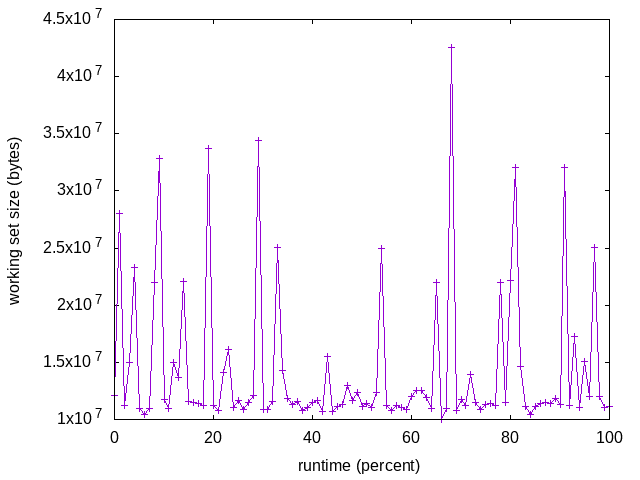 4.5x10 7
4x10 7
3.5x10 7
3x10 7
2.5x10 7
2x10 7
1.5x10 7
1x10 7
working set size (bytes)
0 20 40 60 80 100
runtime (percent)